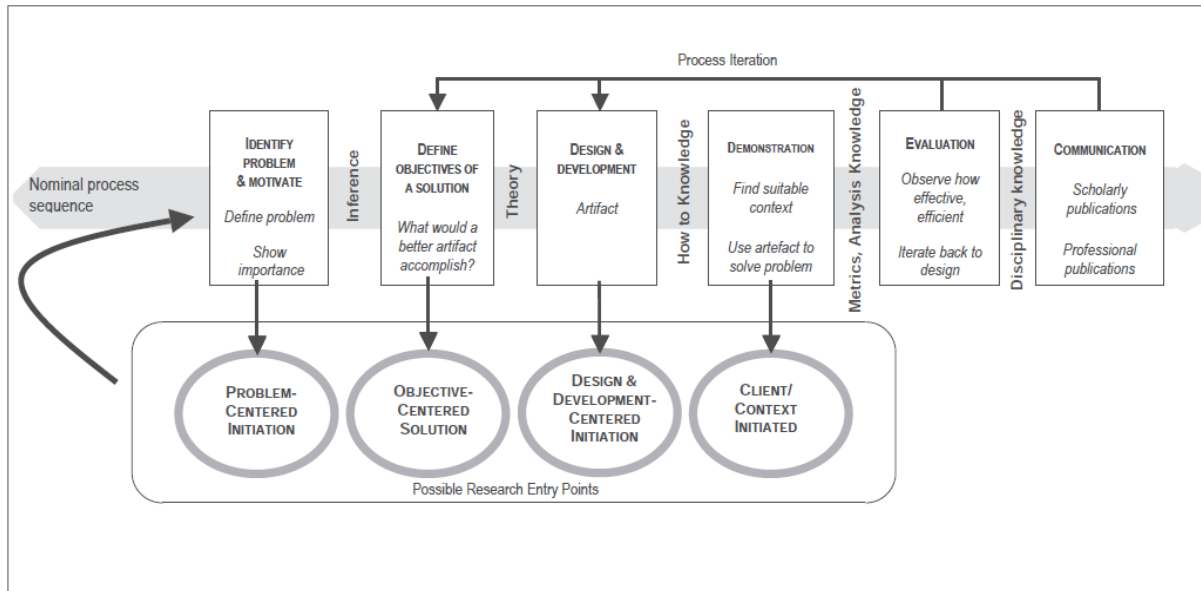 Process Iteration
Nominal process
sequence
IDENTIFY
PROBLEM
& MOTIVATE
Define problem
Show
importance
Inference
DEFINE
OBJECTIVES OF
A SOLUTION
What would a
better artifact
accomplish?
Theory
DESIGN &
DEVELOPMENT
Artifact
How to Knowledge
DEMONSTRATION
Find suitable
context
Use artefact to
solve problem
Metrics, Analysis Knowledge
EVALUATION
Observe how
effective,
efficient
Iterate back to
design
Disciplinary knowledge
COMMUNICATION
Scholarly
publications
Professional
publications
PROBLEM-
CENTERED
INITIATION
OBJECTIVE-
CENTERED
SOLUTION
DESIGN &
DEVELOPMENT-
CENTERED
INITIATION
CLIENT/
CONTEXT
INITIATED
Possible Research Entry Points